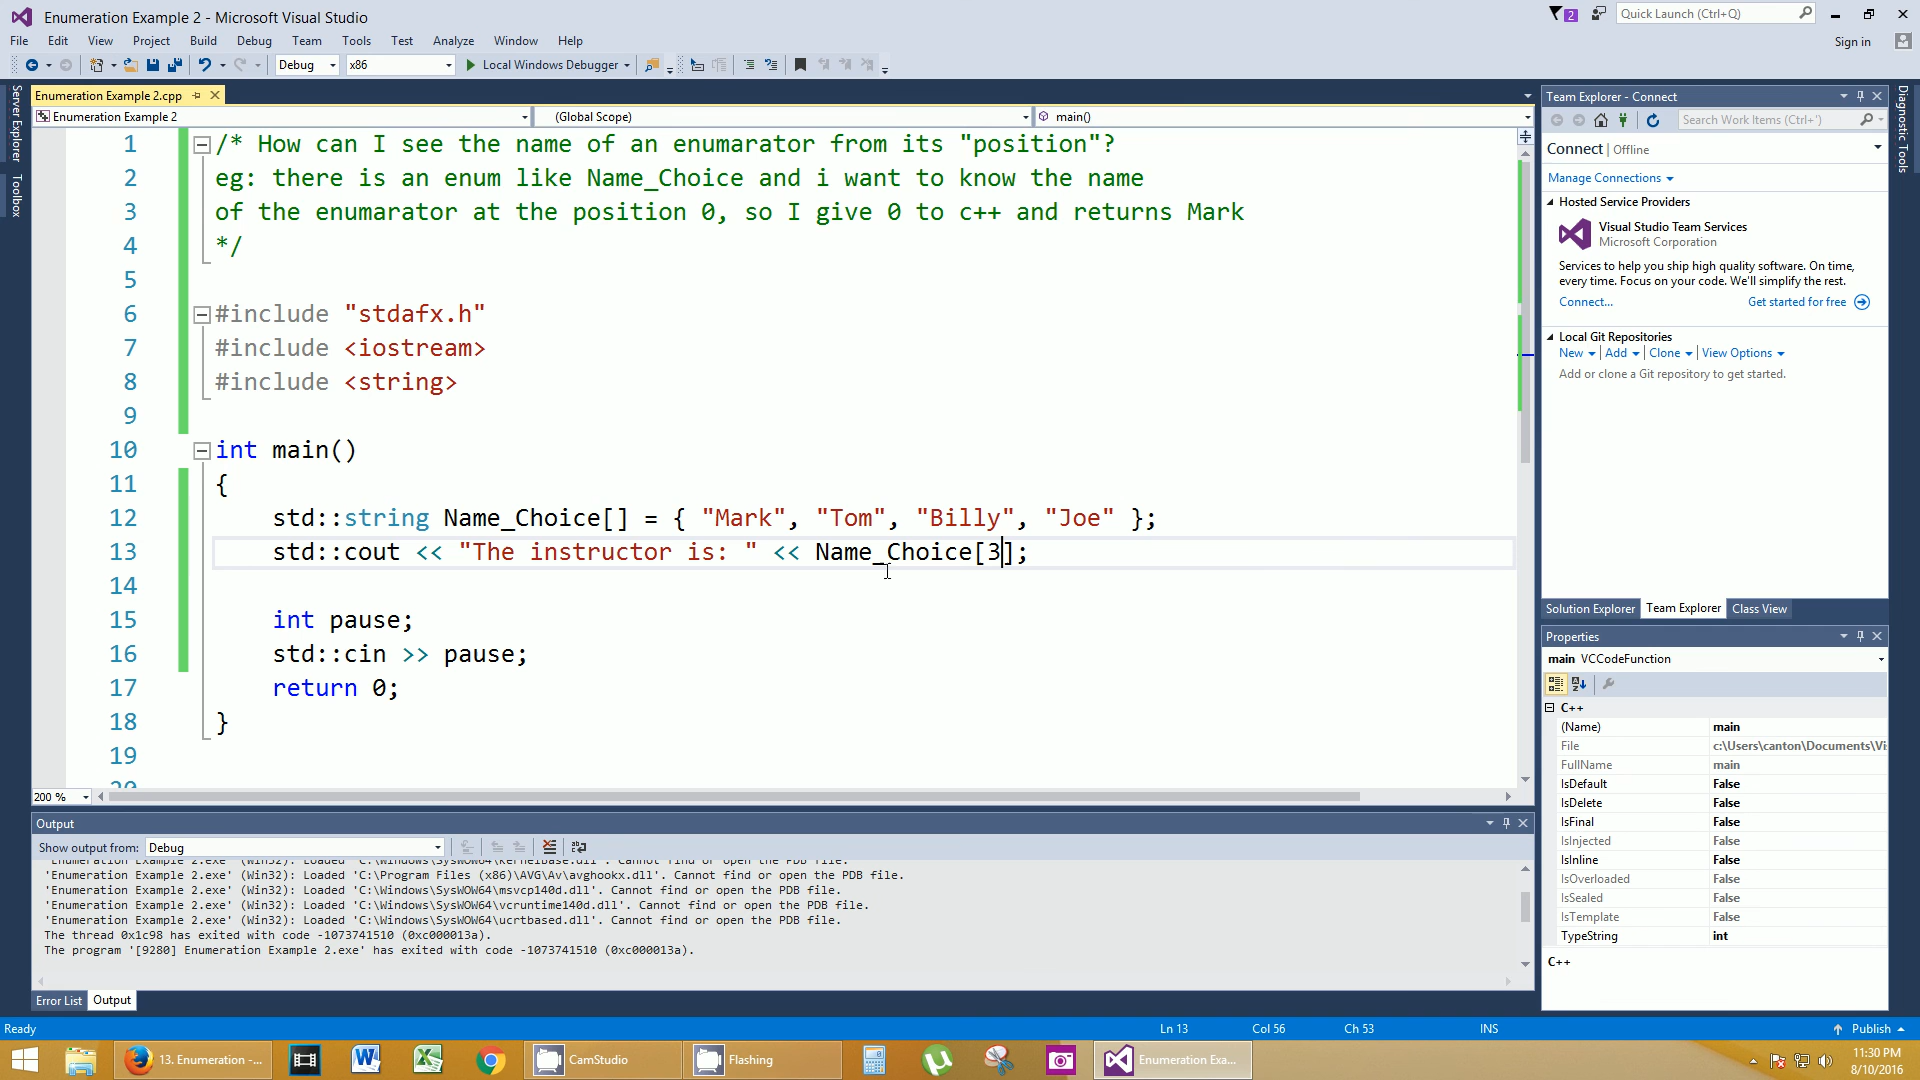 Enumeration Example 2 - Microsoft Visual Studio
2
Quick Launch (Ctrl+Q)
File Edit View Project Build Debug Team Tools Test Analyze Window Help
Sign in
Debug x86 Local Windows Debugger
Server Explorer
Toolbox
Enumeration Example 2.cpp
Enumeration Example 2 (Global Scope) main()
1 /* How can I see the name of an enumarator from its "position"?
2 eg: there is an enum like Name_Choice and i want to know the name
3 of the enumarator at the position 0, so I give 0 to c++ and returns Mark
4 */
5
6 #include "stdafx.h"
7 #include <iostream>
8 #include <string>
9
10 int main()
11 {
12 std::string Name_Choice[] = { "Mark", "Tom", "Billy", "Joe" };
13 std::cout << "The instructor is: " << Name_Choice[3];
14
15 int pause;
16 std::cin >> pause;
17 return 0;
18 }
19
20
200 %
Output
Show output from: Debug
'Enumeration Example 2.exe' (Win32): Loaded 'C:\Windows\SysWOW64\KernelBase.dll'. Cannot find or open the PDB file.
'Enumeration Example 2.exe' (Win32): Loaded 'C:\Program Files (x86)\AVG\Av\avghookx.dll'. Cannot find or open the PDB file.
'Enumeration Example 2.exe' (Win32): Loaded 'C:\Windows\SysWOW64\msvcp140d.dll'. Cannot find or open the PDB file.
'Enumeration Example 2.exe' (Win32): Loaded 'C:\Windows\SysWOW64\vcruntime140d.dll'. Cannot find or open the PDB file.
'Enumeration Example 2.exe' (Win32): Loaded 'C:\Windows\SysWOW64\ucrtbased.dll'. Cannot find or open the PDB file.
The thread 0x1c98 has exited with code -1073741510 (0xc000013a).
The program '[9280] Enumeration Example 2.exe' has exited with code -1073741510 (0xc000013a).
Error List Output
Team Explorer - Connect
Search Work Items (Ctrl+')
Connect | Offline
Manage Connections
Hosted Service Providers
Visual Studio Team Services
Microsoft Corporation
Services to help you ship high quality software. On time,
every time. Focus on your code. We'll simplify the rest.
Connect... Get started for free
Local Git Repositories
New | Add | Clone | View Options
Add or clone a Git repository to get started.
Solution Explorer Team Explorer Class View
Properties
main VCCodeFunction
C++
(Name) main
File c:\Users\canton\Documents\Vi
FullName main
IsDefault False
IsDelete False
IsFinal False
IsInjected False
IsInline False
IsOverloaded False
IsSealed False
IsTemplate False
TypeString int
C++
Diagnostic Tools
Ready Ln 13 Col 56 Ch 53 INS Publish
13. Enumeration -... CamStudio Flashing Enumeration Exa...
11:30 PM
8/10/2016